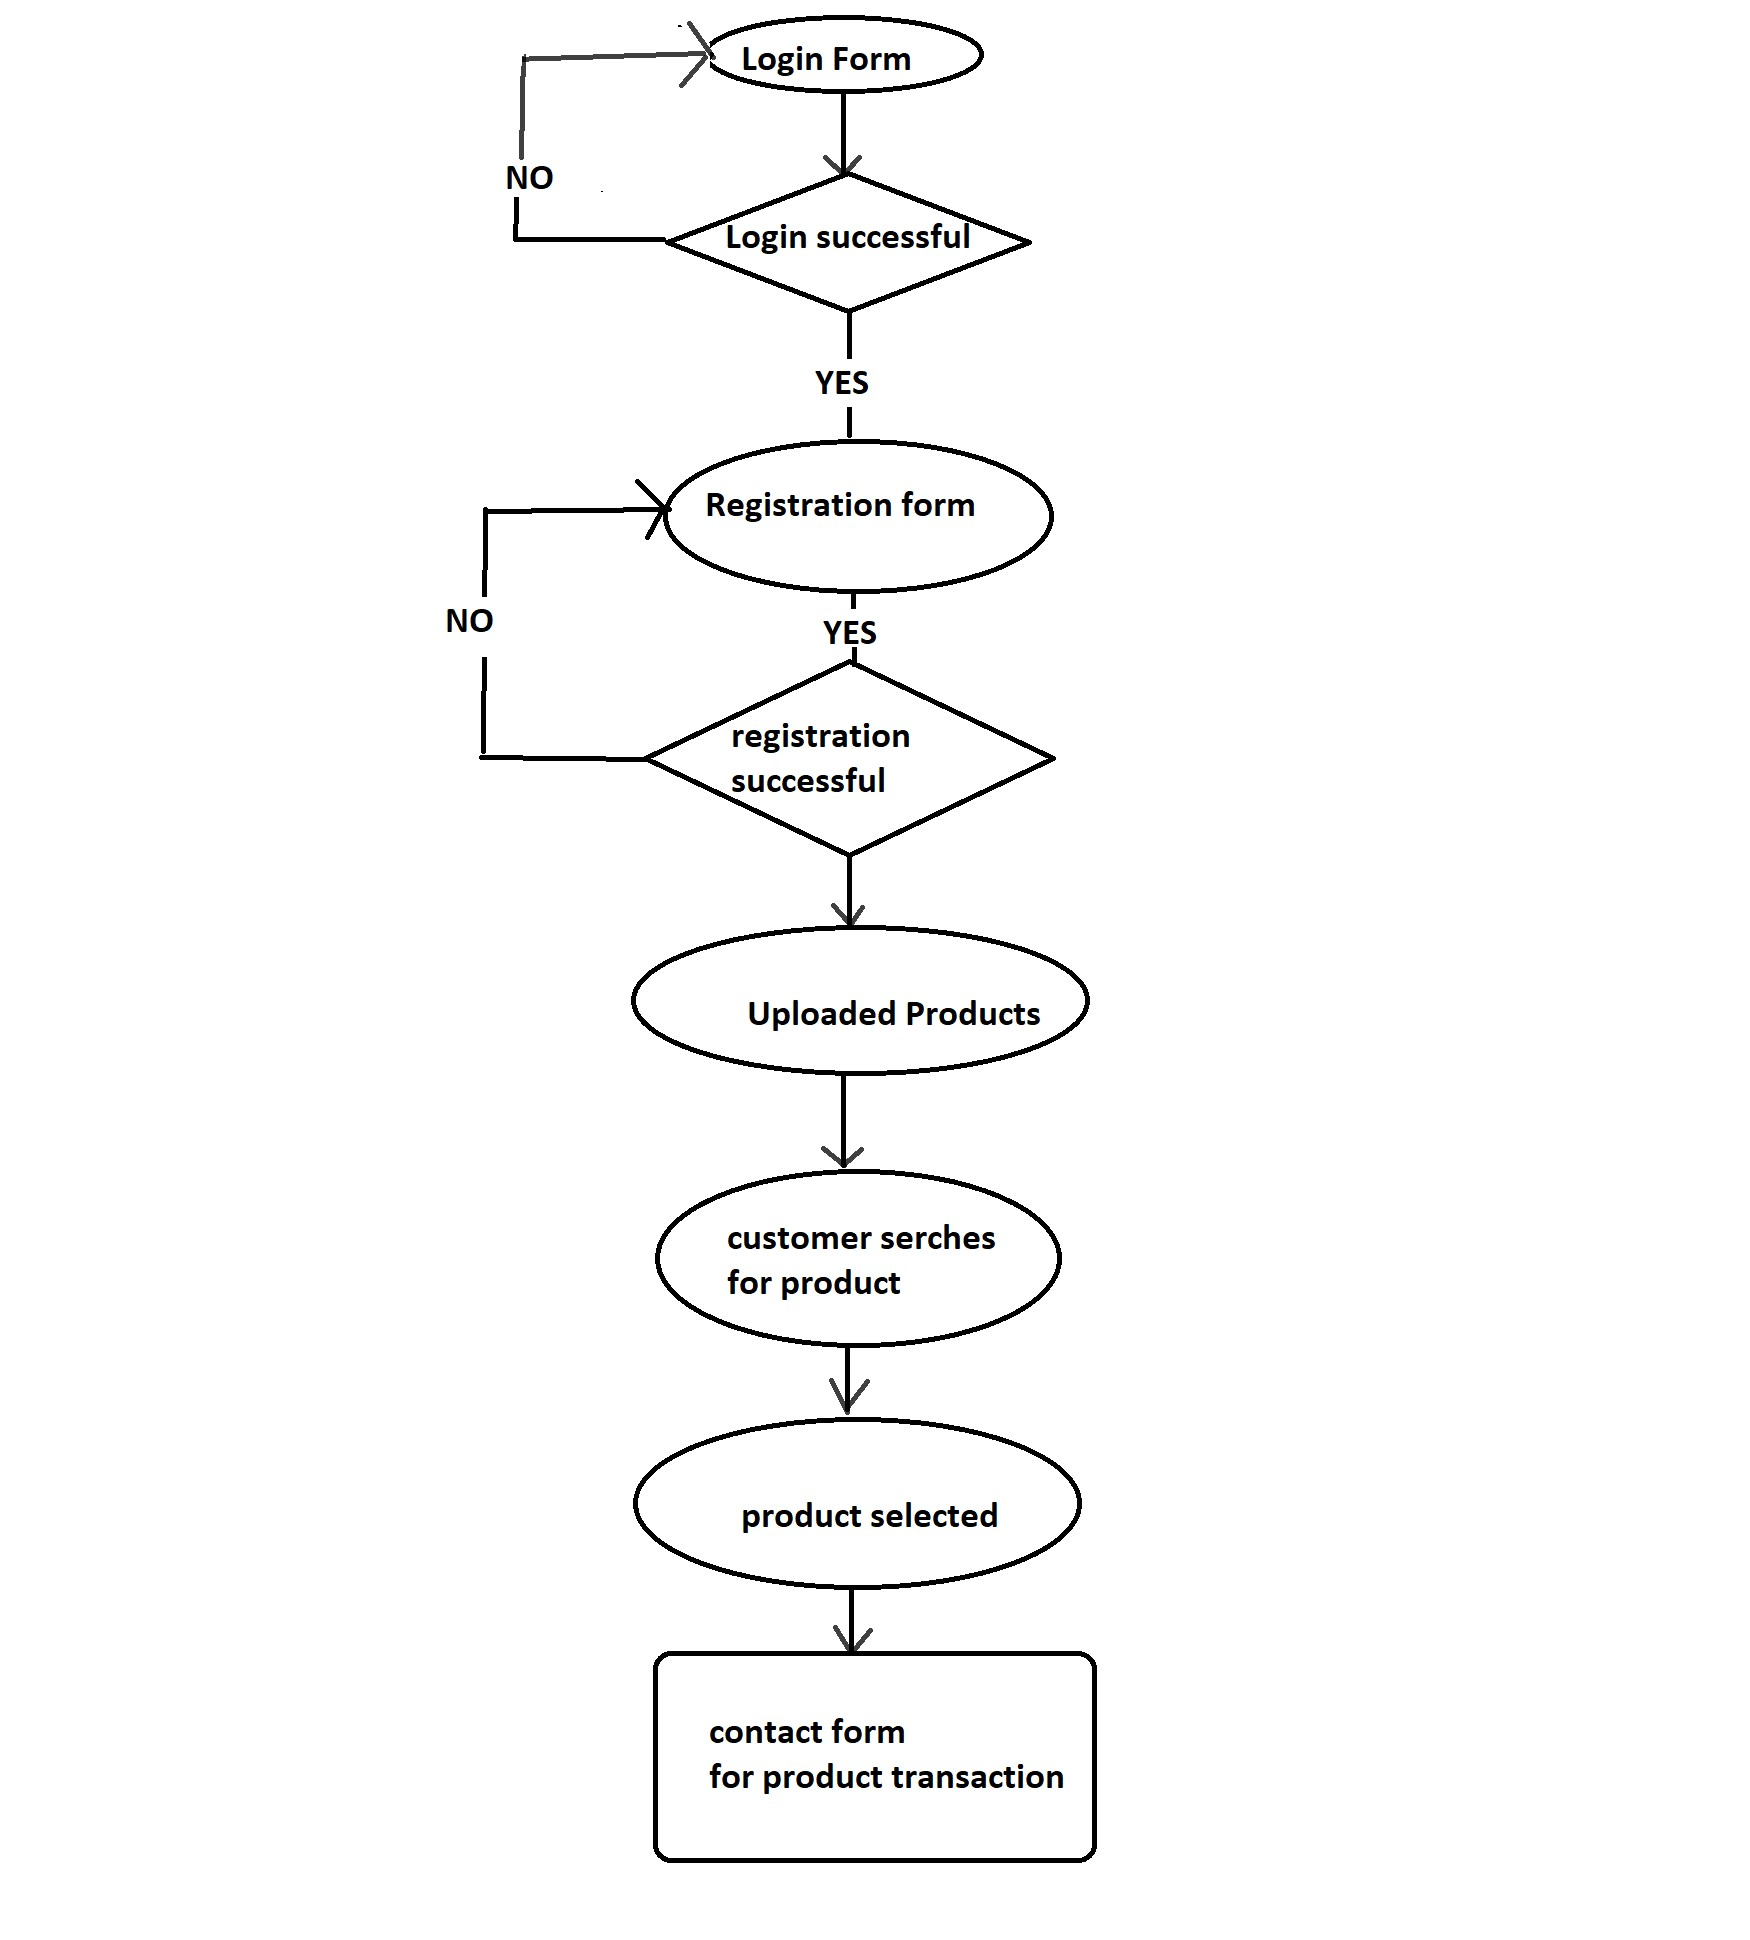 Login Form
NO
Login successful
YES
Registration form
NO
YES
registration
successful
Uploaded Products
customer serches
for product
product selected
contact form
for product transaction